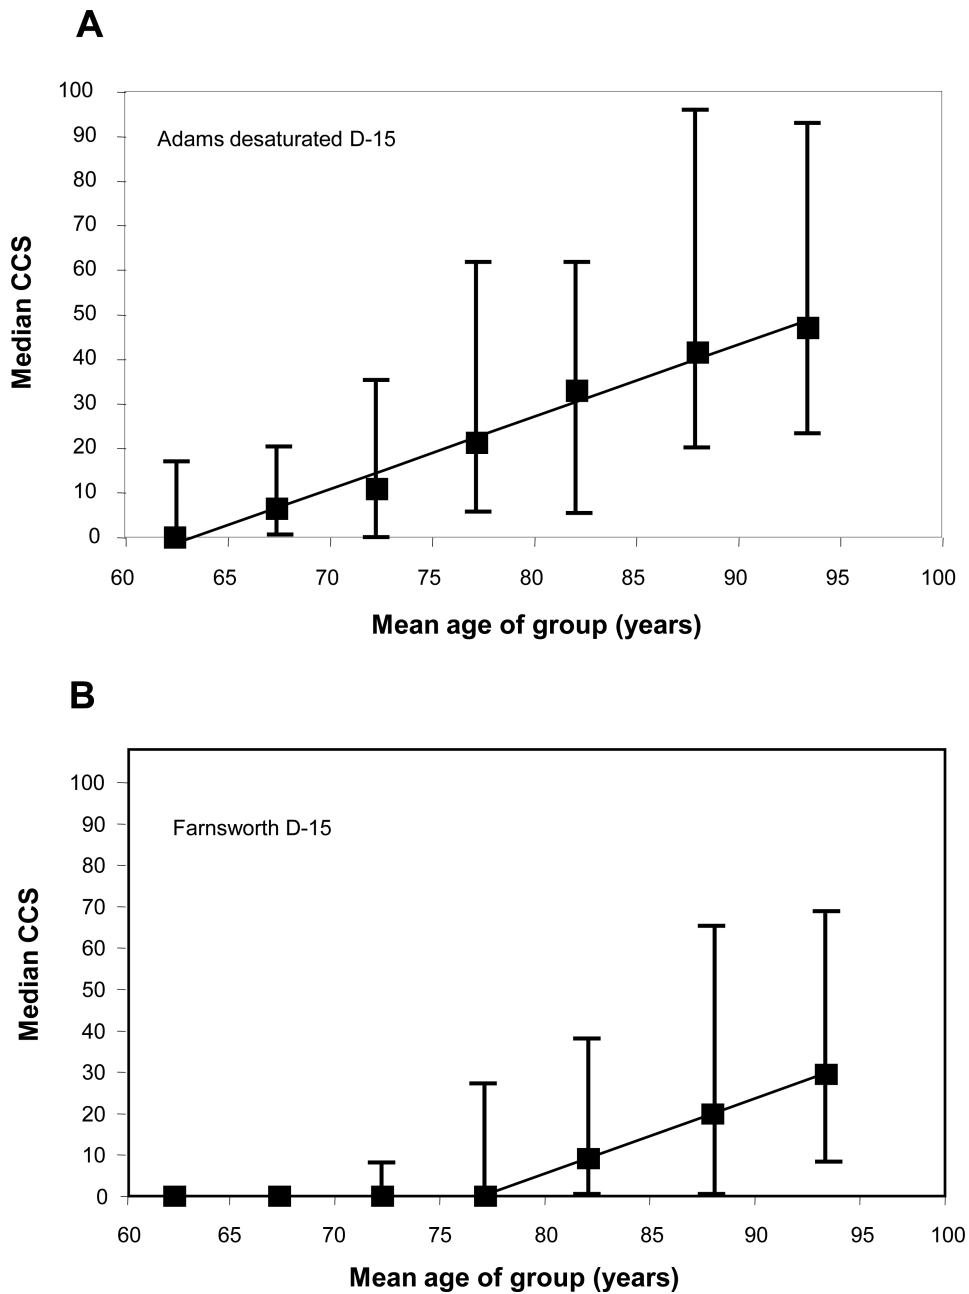 A
100
90
80
70
60
50
40
30
20
10
0
Adams desaturated D-15
Median CCS
60 65 70 75 80 85 90 95 100
Mean age of group (years)
B
100
90
80
70
60
50
40
30
20
10
0
Farnsworth D-15
Median CCS
60 65 70 75 80 85 90 95 100
Mean age of group (years)